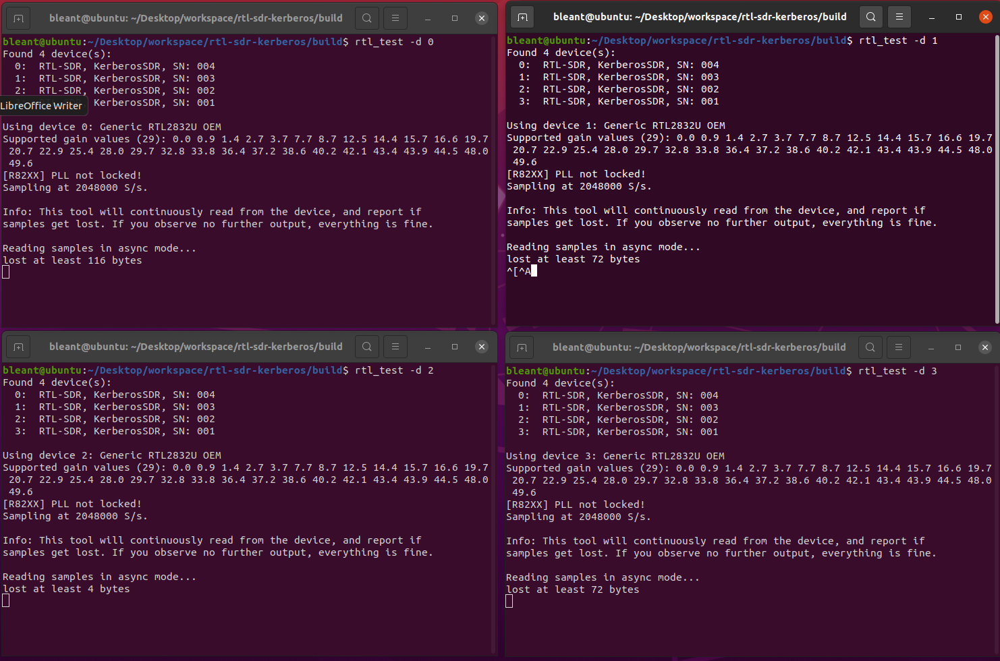 bleant@ubuntu: ~/Desktop/workspace/rtl-sdr-kerberos/build
bleant@ubuntu:~/Desktop/workspace/rtl-sdr-kerberos/build$ rtl_test -d 0
Found 4 device(s):
  0:  RTL-SDR, KerberosSDR, SN: 004
  1:  RTL-SDR, KerberosSDR, SN: 003
  2:  RTL-SDR, KerberosSDR, SN: 002
LibreOffice Writer KerberosSDR, SN: 001

Using device 0: Generic RTL2832U OEM
Supported gain values (29): 0.0 0.9 1.4 2.7 3.7 7.7 8.7 12.5 14.4 15.7 16.6 19.7
 20.7 22.9 25.4 28.0 29.7 32.8 33.8 36.4 37.2 38.6 40.2 42.1 43.4 43.9 44.5 48.0
 49.6
[R82XX] PLL not locked!
Sampling at 2048000 S/s.

Info: This tool will continuously read from the device, and report if
samples get lost. If you observe no further output, everything is fine.

Reading samples in async mode...
lost at least 116 bytes
bleant@ubuntu: ~/Desktop/workspace/rtl-sdr-kerberos/build
bleant@ubuntu:~/Desktop/workspace/rtl-sdr-kerberos/build$ rtl_test -d 1
Found 4 device(s):
  0:  RTL-SDR, KerberosSDR, SN: 004
  1:  RTL-SDR, KerberosSDR, SN: 003
  2:  RTL-SDR, KerberosSDR, SN: 002
  3:  RTL-SDR, KerberosSDR, SN: 001

Using device 1: Generic RTL2832U OEM
Supported gain values (29): 0.0 0.9 1.4 2.7 3.7 7.7 8.7 12.5 14.4 15.7 16.6 19.7
 20.7 22.9 25.4 28.0 29.7 32.8 33.8 36.4 37.2 38.6 40.2 42.1 43.4 43.9 44.5 48.0
 49.6
[R82XX] PLL not locked!
Sampling at 2048000 S/s.

Info: This tool will continuously read from the device, and report if
samples get lost. If you observe no further output, everything is fine.

Reading samples in async mode...
lost at least 72 bytes
^[^A
bleant@ubuntu: ~/Desktop/workspace/rtl-sdr-kerberos/build
bleant@ubuntu:~/Desktop/workspace/rtl-sdr-kerberos/build$ rtl_test -d 2
Found 4 device(s):
  0:  RTL-SDR, KerberosSDR, SN: 004
  1:  RTL-SDR, KerberosSDR, SN: 003
  2:  RTL-SDR, KerberosSDR, SN: 002
  3:  RTL-SDR, KerberosSDR, SN: 001

Using device 2: Generic RTL2832U OEM
Supported gain values (29): 0.0 0.9 1.4 2.7 3.7 7.7 8.7 12.5 14.4 15.7 16.6 19.7
 20.7 22.9 25.4 28.0 29.7 32.8 33.8 36.4 37.2 38.6 40.2 42.1 43.4 43.9 44.5 48.0
 49.6
[R82XX] PLL not locked!
Sampling at 2048000 S/s.

Info: This tool will continuously read from the device, and report if
samples get lost. If you observe no further output, everything is fine.

Reading samples in async mode...
lost at least 4 bytes
bleant@ubuntu: ~/Desktop/workspace/rtl-sdr-kerberos/build
bleant@ubuntu:~/Desktop/workspace/rtl-sdr-kerberos/build$ rtl_test -d 3
Found 4 device(s):
  0:  RTL-SDR, KerberosSDR, SN: 004
  1:  RTL-SDR, KerberosSDR, SN: 003
  2:  RTL-SDR, KerberosSDR, SN: 002
  3:  RTL-SDR, KerberosSDR, SN: 001

Using device 3: Generic RTL2832U OEM
Supported gain values (29): 0.0 0.9 1.4 2.7 3.7 7.7 8.7 12.5 14.4 15.7 16.6 19.7
 20.7 22.9 25.4 28.0 29.7 32.8 33.8 36.4 37.2 38.6 40.2 42.1 43.4 43.9 44.5 48.0
 49.6
[R82XX] PLL not locked!
Sampling at 2048000 S/s.

Info: This tool will continuously read from the device, and report if
samples get lost. If you observe no further output, everything is fine.

Reading samples in async mode...
lost at least 72 bytes